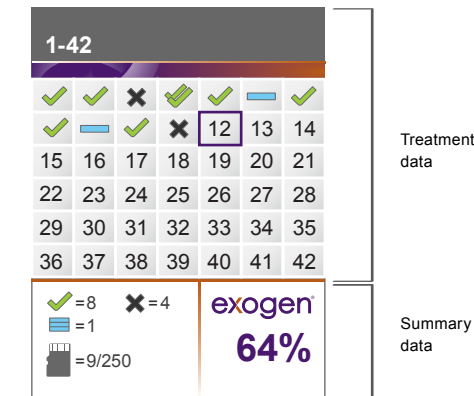 1-42
12 13 14
15 16 17 18 19 20 21
22 23 24 25 26 27 28
29 30 31 32 33 34 35
36 37 38 39 40 41 42
Treatment
data
=8 =4
=1
=9/250
exogen
64%
Summary
data